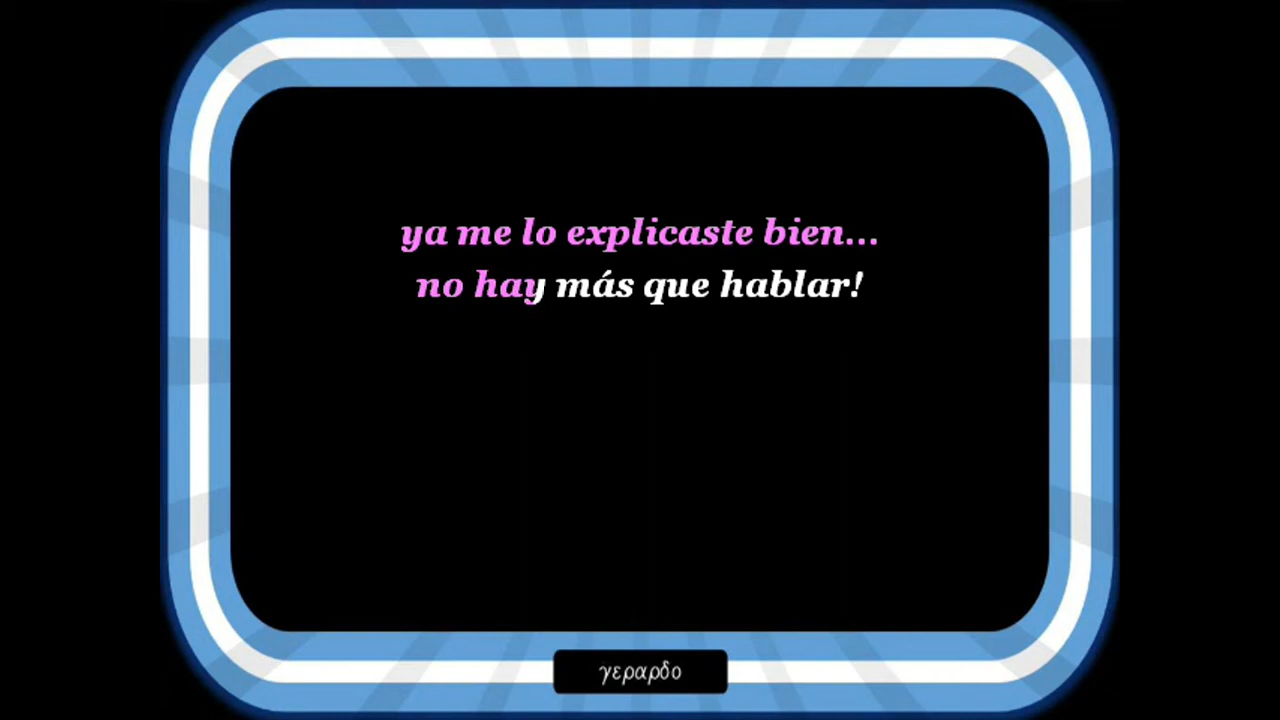 ya me lo explicaste bien...
no hay más que hablar!
γεραρδο